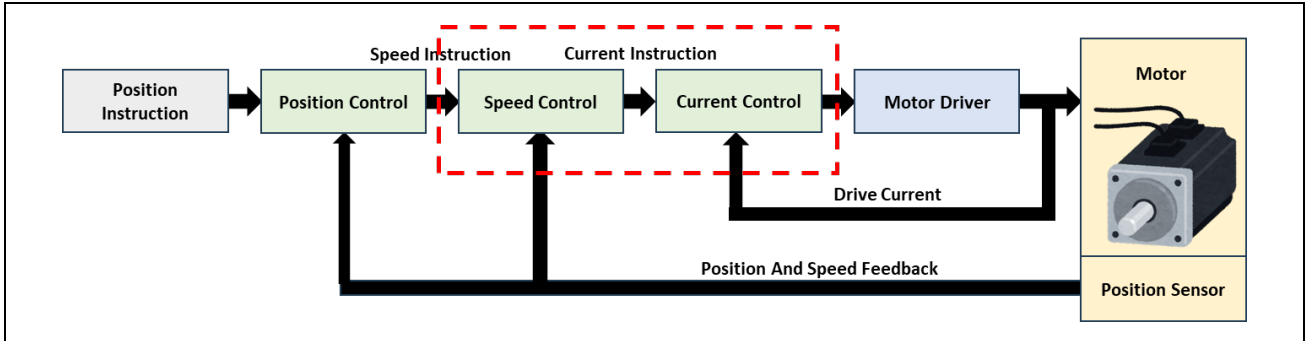 Speed Instruction
Current Instruction
Position
Instruction
Position Control
Speed Control
Current Control
Motor Driver
Motor
Drive Current
Position And Speed Feedback
Position Sensor